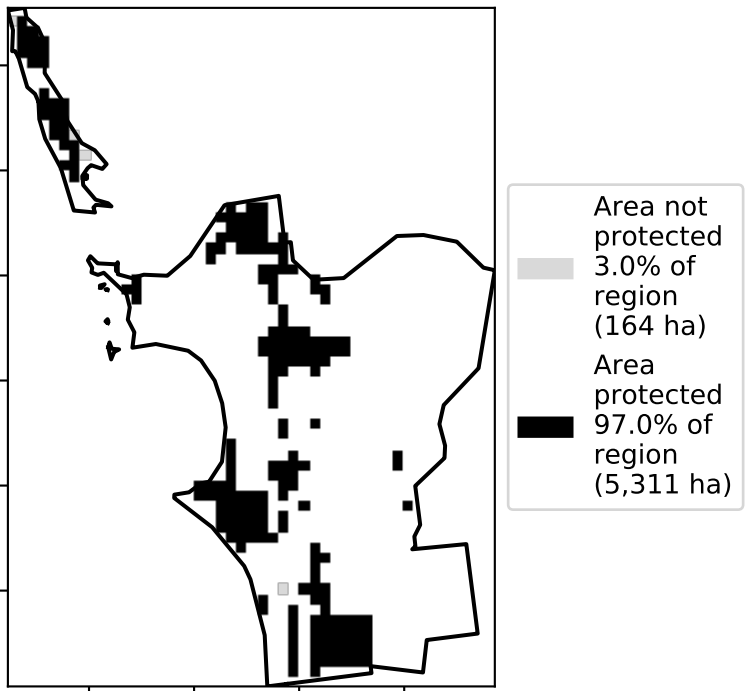 Area not
protected
3.0% of
region
(164 ha)
Area
protected
97.0% of
region
(5,311 ha)